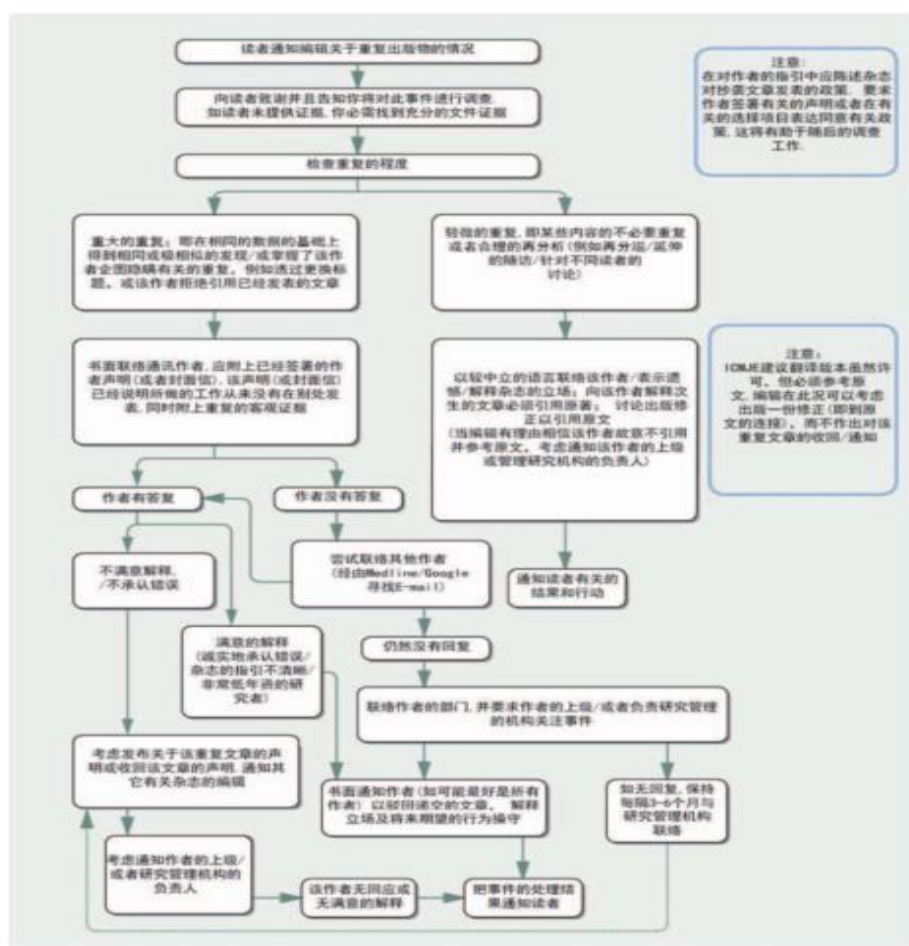 读者通知编辑关于重复出版物的情况
注意:
在对作者的指引中应陈述杂志
对抄袭文章发表的政策. 要求
作者签署有关的声明或者在有
关的选择项目表达同意有关政
策, 这将有助于随后的调查
工作.
向读者致谢并且告知你将对此事件进行调查.
如读者未提供证据, 你必需找到充分的文件证据
检查重复的程度
重大的重复: 即在相同的数据的基础上
得到相同或极相似的发现/或掌握了该作
者企图隐瞒有关的重复, 例如透过更换标
题, 或该作者拒绝引用已经发表的文章
轻微的重复, 即某些内容的不必要重复
或者合理的再分析(例如再分组/延伸
的随访/针对不同读者的
讨论)
书面联络通讯作者, 应附上已经签署的作
者声明(或者封面信), 该声明(或封面信)
已经说明所做的工作从来没有在别处发
表, 同时附上重复的客观证据
以较中立的语言联络该作者/表示遗
憾/解释杂志的立场; 向该作者解释次
生的文章必须引用原著; 讨论出版修
正以引用原文
(当编辑有理由相信该作者故意不引用
并参考原文, 考虑通知该作者的上级
或管理研究机构的负责人)
注意:
ICMJE建议翻译版本虽然许
可, 但必须参考原
文, 编辑在此况可以考虑
出版一份修正(即到原
文的连接), 而不作出对该
重复文章的收回/通知
作者有答复
作者没有答复
不满意解释,
/不承认错误
尝试联络其他作者
(经由Medline/Google
寻找E-mail)
通知读者有关的
结果和行动
满意的解释
(诚实地承认错误/
杂志的指引不清晰/
非常低年资的研
究者)
仍然没有回复
联络作者的部门, 并要求作者的上级/或者负责研究管理
的机构关注事件
考虑发布关于该重复文章的声
明或收回该文章的声明, 通知其
它有关杂志的编辑
书面通知作者(如可能最好是所有
作者) 以驳回递空的文章, 解释
立场及将来期望的行为操守
如无回复, 保持
每隔3-6个月与
研究管理机构
联络
考虑通知作者的上级/
或者研究管理机构的
负责人
该作者无回应或
无满意的解释
把事件的处理结
果通知读者